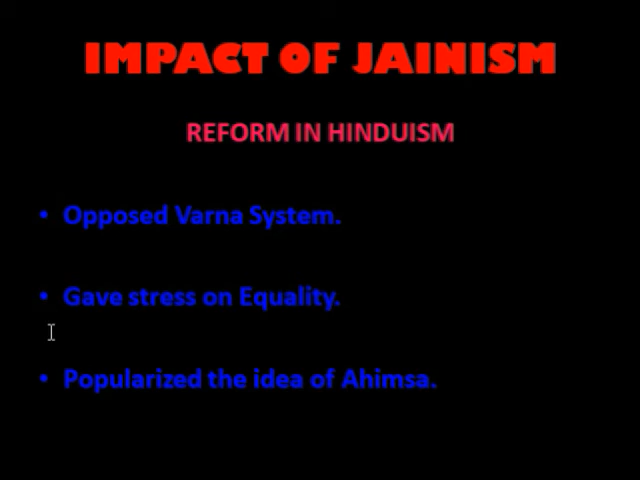 IMPACT OF JAINISM
REFORM IN HINDUISM
• Opposed Varna System.
• Gave stress on Equality.
• Popularized the idea of Ahimsa.